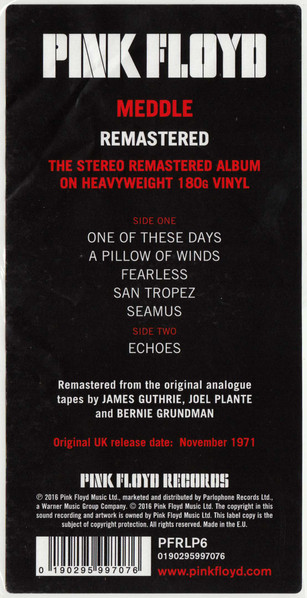 PINK FLOYD
MEDDLE
REMASTERED
THE STEREO REMASTERED ALBUM
ON HEAVYWEIGHT 180G VINYL
SIDE ONE
ONE OF THESE DAYS
A PILLOW OF WINDS
FEARLESS
SAN TROPEZ
SEAMUS
SIDE TWO
ECHOES
Remastered from the original analogue
tapes by JAMES GUTHRIE, JOEL PLANTE
and BERNIE GRUNDMAN
Original UK release date: November 1971
PINK FLOYD RECORDS
℗ 2016 Pink Floyd Music Ltd., marketed and distributed by Parlophone Records Ltd.,
a Warner Music Group Company. © 2016 Pink Floyd Music Ltd. The copyright in this
sound recording and artwork is owned by Pink Floyd Music Ltd. This label copy is the
subject of copyright protection. All rights reserved. Made in the E.U.
PFRLP6
0190295997076
www.pinkfloyd.com
0 190295 997076